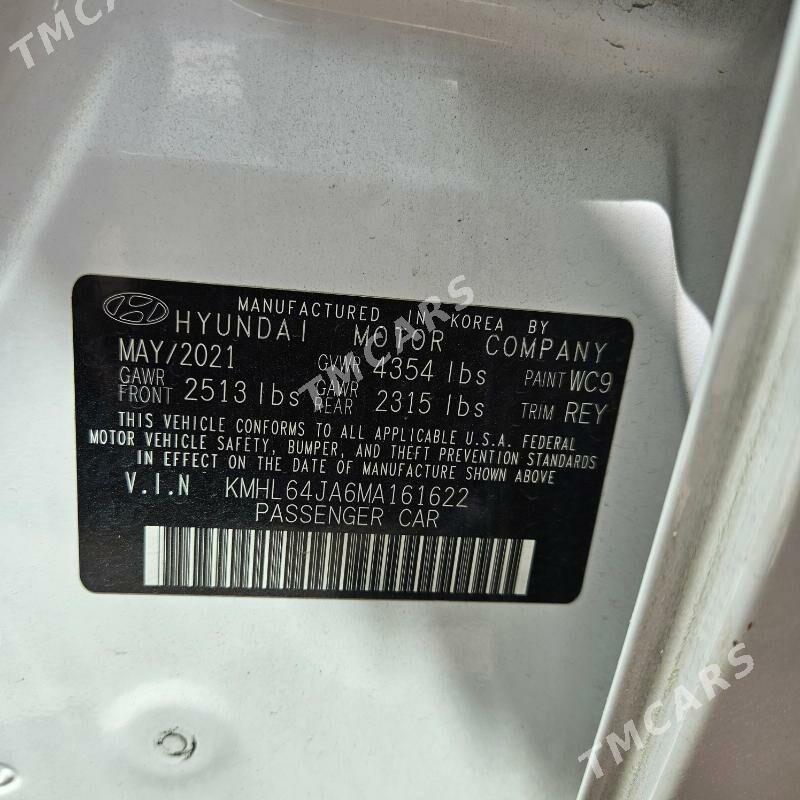 TMCARS
TMCARS
MANUFACTURED IN KOREA BY
HYUNDAI MOTOR COMPANY
MAY/2021 GVWR 4354 lbs PAINT WC9
GAWR FRONT 2513 lbs GAWR REAR 2315 lbs TRIM REY
THIS VEHICLE CONFORMS TO ALL APPLICABLE U.S.A. FEDERAL
MOTOR VEHICLE SAFETY, BUMPER, AND THEFT PREVENTION STANDARDS
IN EFFECT ON THE DATE OF MANUFACTURE SHOWN ABOVE
V.I.N KMHL64JA6MA161622
PASSENGER CAR
TMCARS